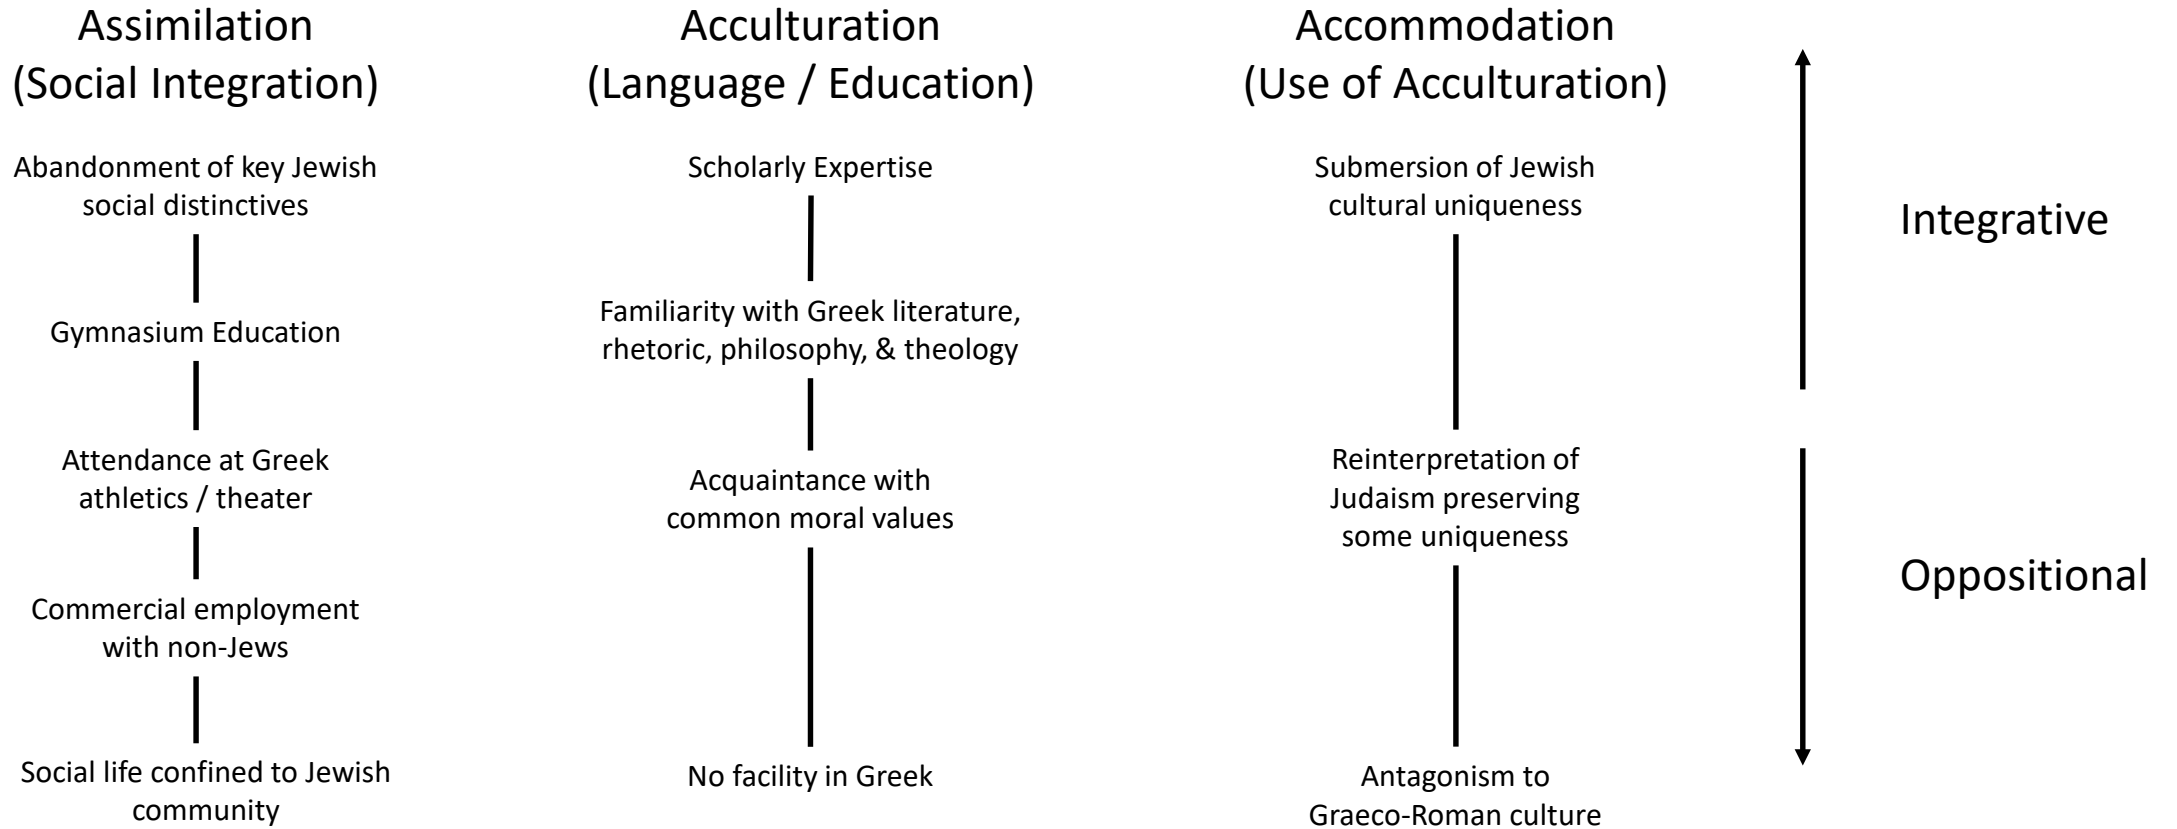 Assimilation
(Social Integration)
Abandonment of key Jewish
social distinctives
Gymnasium Education
Attendance at Greek
athletics / theater
Commercial employment
with non-Jews
Social life confined to Jewish
community
Acculturation
(Language / Education)
Scholarly Expertise
Familiarity with Greek literature,
rhetoric, philosophy, & theology
Acquaintance with
common moral values
No facility in Greek
Accommodation
(Use of Acculturation)
Submersion of Jewish
cultural uniqueness
Reinterpretation of
Judaism preserving
some uniqueness
Antagonism to
Graeco-Roman culture
Integrative
Oppositional